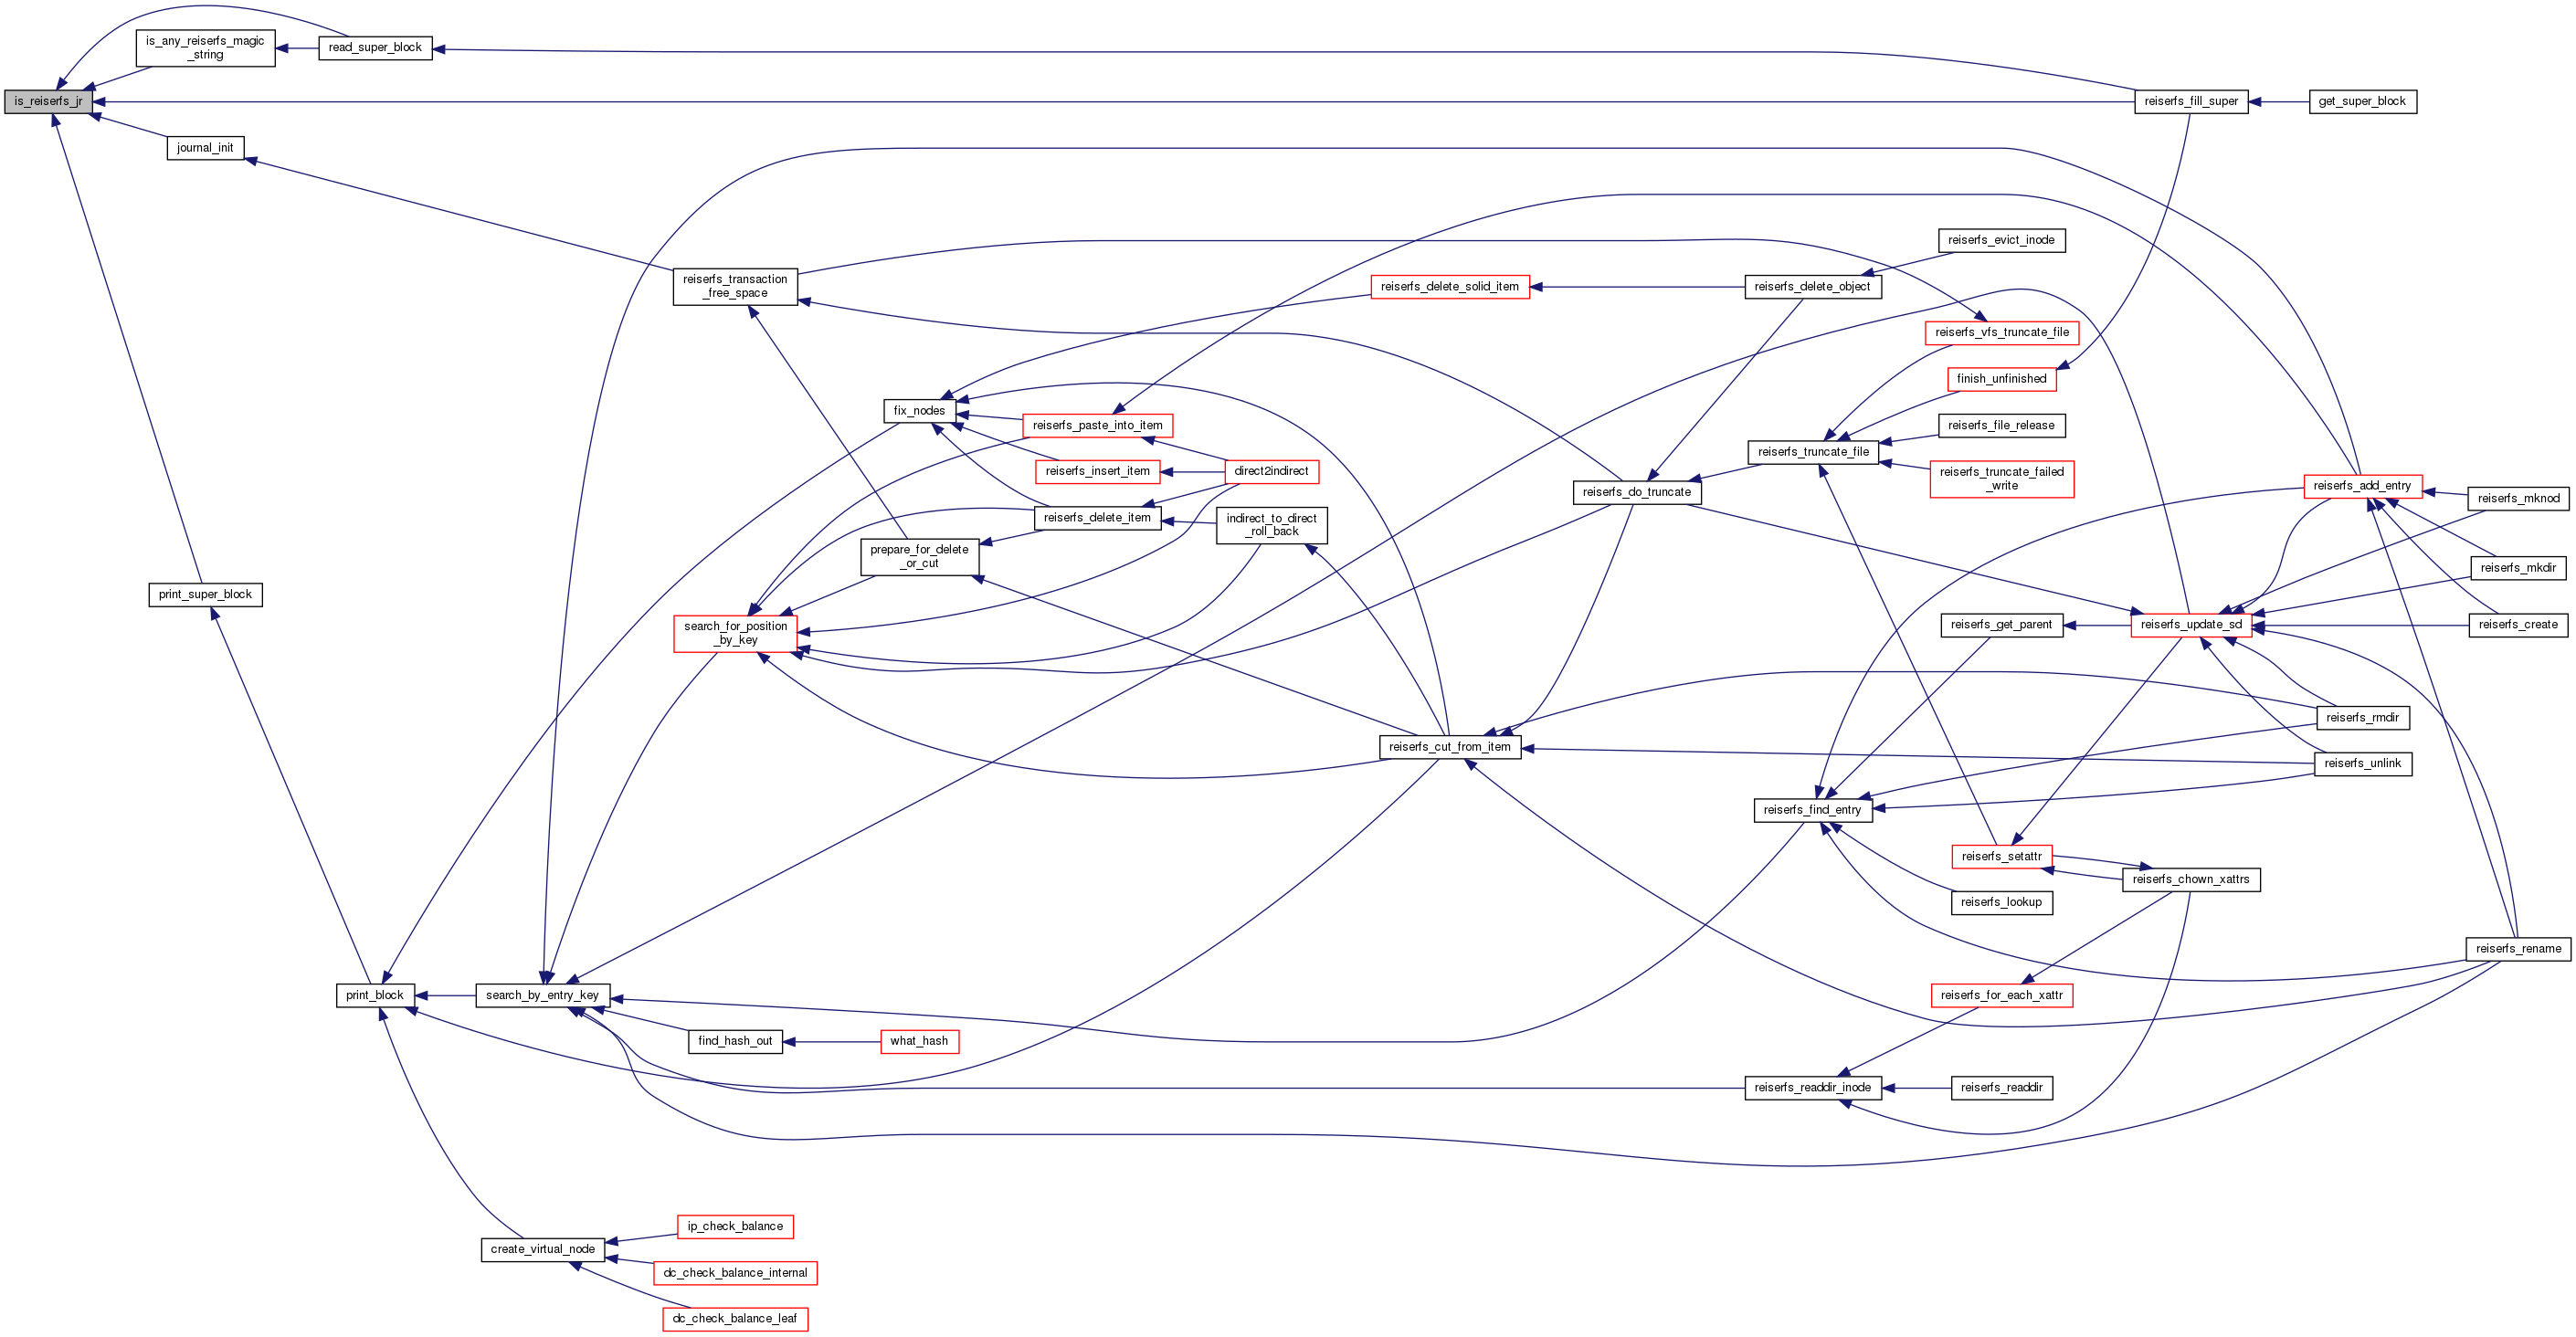 is_any_reiserfs_magic
_string
read_super_block
is_reiserfs_jr
reiserfs_fill_super
get_super_block
journal_init
reiserfs_evict_inode
reiserfs_transaction
_free_space
reiserfs_delete_solid_item
reiserfs_delete_object
reiserfs_vfs_truncate_file
finish_unfinished
fix_nodes
reiserfs_paste_into_item
reiserfs_file_release
reiserfs_truncate_file
reiserfs_insert_item
direct2indirect
reiserfs_truncate_failed
_write
reiserfs_do_truncate
reiserfs_add_entry
reiserfs_mknod
reiserfs_delete_item
indirect_to_direct
_roll_back
prepare_for_delete
_or_cut
reiserfs_mkdir
print_super_block
search_for_position
_by_key
reiserfs_get_parent
reiserfs_update_sd
reiserfs_create
reiserfs_rmdir
reiserfs_cut_from_item
reiserfs_unlink
reiserfs_find_entry
reiserfs_setattr
reiserfs_chown_xattrs
reiserfs_lookup
reiserfs_rename
print_block
search_by_entry_key
reiserfs_for_each_xattr
find_hash_out
what_hash
reiserfs_readdir_inode
reiserfs_readdir
ip_check_balance
create_virtual_node
dc_check_balance_internal
dc_check_balance_leaf